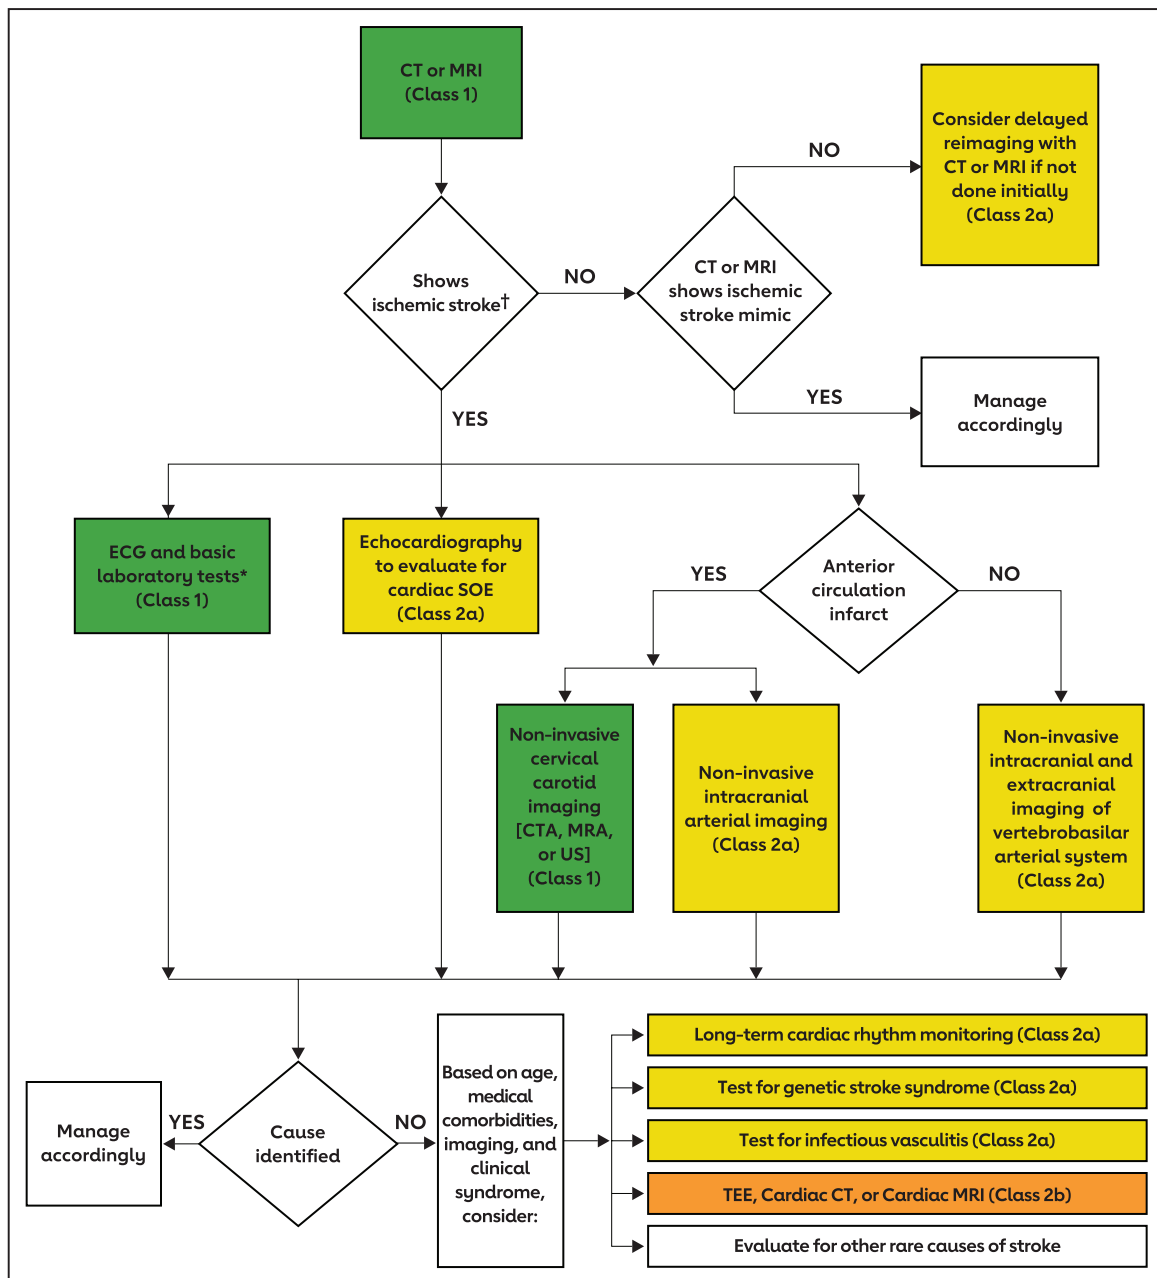 CT or MRI
(Class 1)
Consider delayed
reimaging with
CT or MRI if not
done initially
(Class 2a)
NO
Shows
ischemic stroke†
NO
CT or MRI
shows ischemic
stroke mimic
YES
Manage
accordingly
YES
ECG and basic
laboratory tests*
(Class 1)
Echocardiography
to evaluate for
cardiac SOE
(Class 2a)
YES
Anterior
circulation
infarct
NO
Non-invasive
cervical
carotid
imaging
[CTA, MRA,
or US]
(Class 1)
Non-invasive
intracranial
arterial imaging
(Class 2a)
Non-invasive
intracranial and
extracranial
imaging of
vertebrobasilar
arterial system
(Class 2a)
Manage
accordingly
YES
Cause
identified
NO
Based on age,
medical
comorbidities,
imaging, and
clinical
syndrome,
consider:
Long-term cardiac rhythm monitoring (Class 2a)
Test for genetic stroke syndrome (Class 2a)
Test for infectious vasculitis (Class 2a)
TEE, Cardiac CT, or Cardiac MRI (Class 2b)
Evaluate for other rare causes of stroke